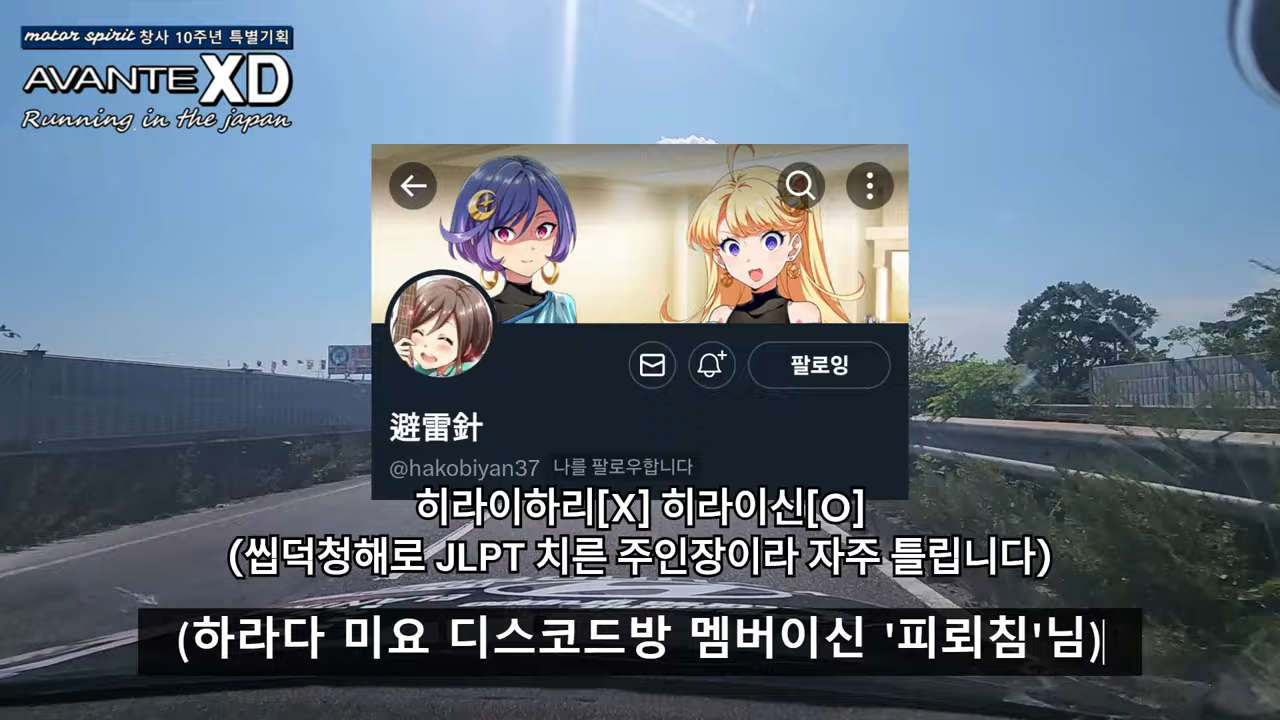 motor spirit 창사 10주년 특별기획
AVANTE XD
Running in the japan
팔로잉
避雷針
@hakobiyan37 나를 팔로우합니다
히라이하리[X] 히라이신[O]
(씹덕청해로 JLPT 치른 주인장이라 자주 틀립니다)
(하라다 미요 디스코드방 멤버이신 '피뢰침'님)